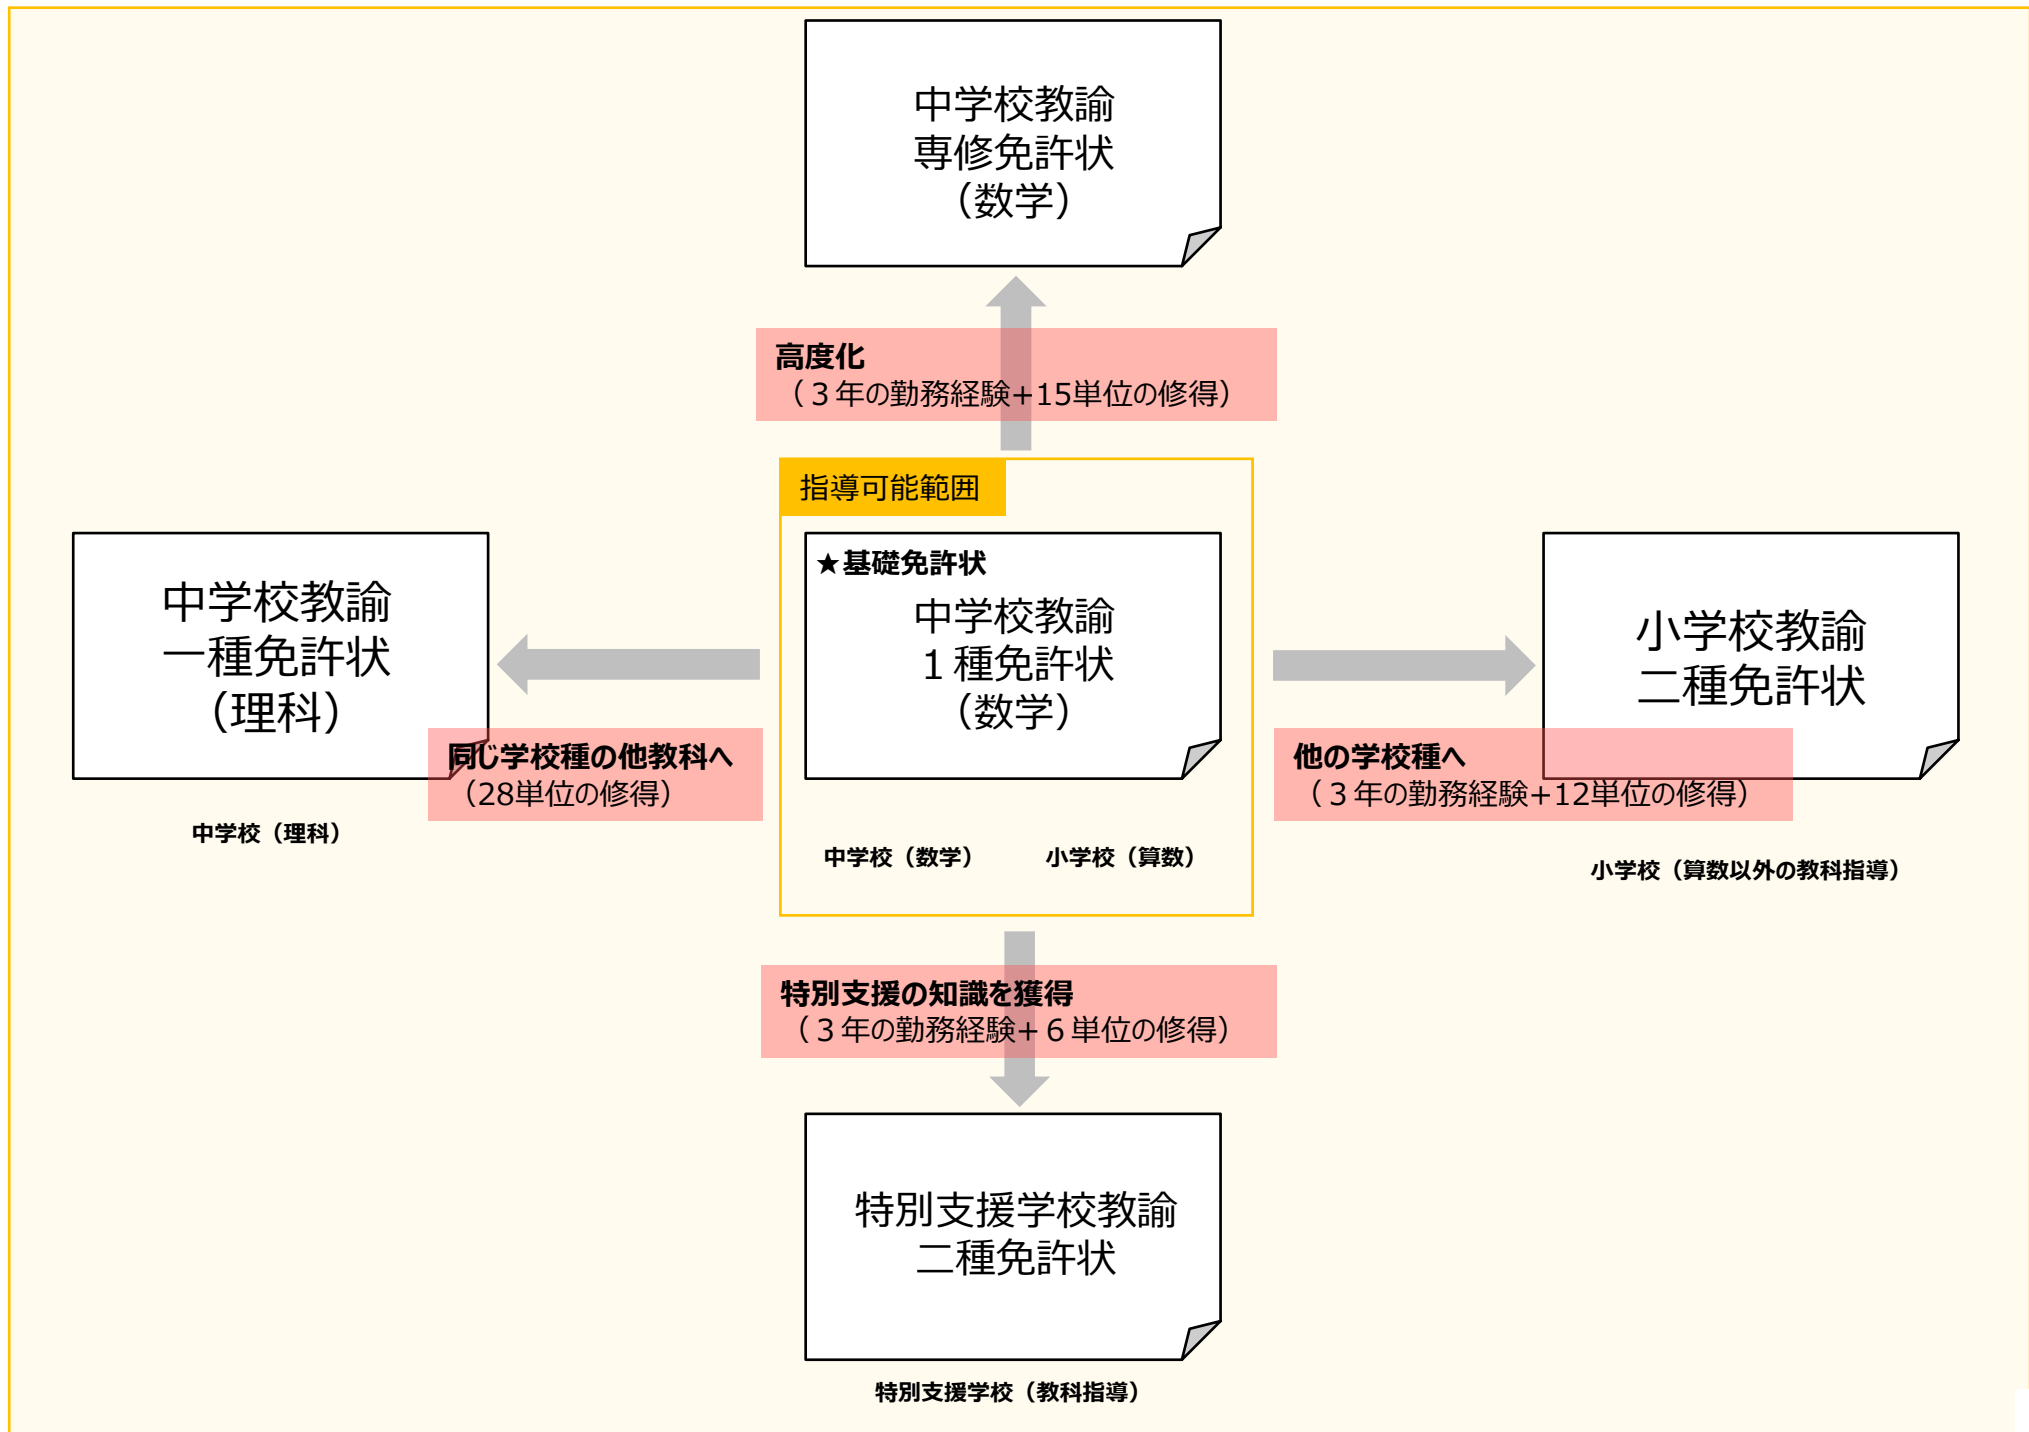 中学校教諭
専修免許状
（数学）
高度化
（３年の勤務経験+15単位の修得）
指導可能範囲
★基礎免許状
中学校教諭
１種免許状
（数学）
中学校（数学）
小学校（算数）
中学校教諭
一種免許状
（理科）
同じ学校種の他教科へ
（28単位の修得）
中学校（理科）
小学校教諭
二種免許状
他の学校種へ
（３年の勤務経験+12単位の修得）
小学校（算数以外の教科指導）
特別支援の知識を獲得
（３年の勤務経験+６単位の修得）
特別支援学校教諭
二種免許状
特別支援学校（教科指導）